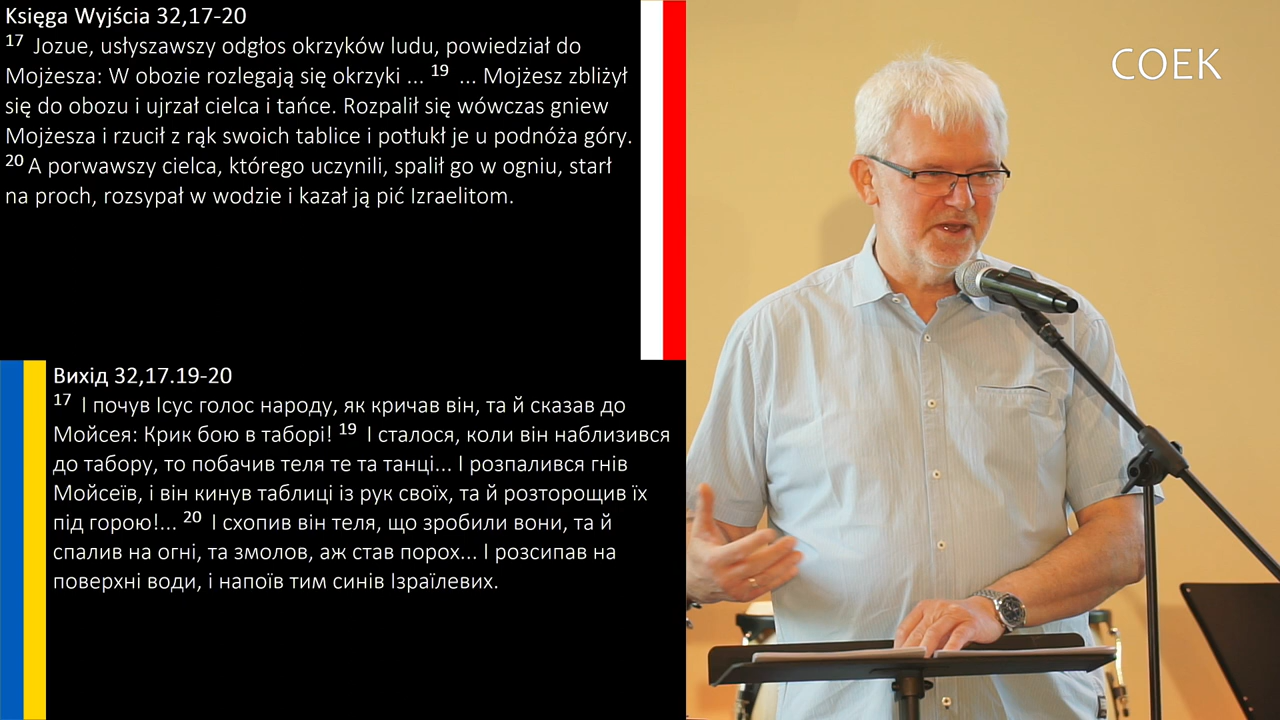 Księga Wyjścia 32,17-20
17 Jozue, usłyszawszy odgłos okrzyków ludu, powiedział do
Mojżesza: W obozie rozlegają się okrzyki ... 19 ... Mojżesz zbliżył
się do obozu i ujrzał cielca i tańce. Rozpalił się wówczas gniew
Mojżesza i rzucił z rąk swoich tablice i potłukł je u podnóża góry.
20 A porwawszy cielca, którego uczynili, spalił go w ogniu, starł
na proch, rozsypał w wodzie i kazał ją pić Izraelitom.
Вихід 32,17.19-20
17 І почув Ісус голос народу, як кричав він, та й сказав до
Мойсея: Крик бою в таборі! 19 І сталося, коли він наблизився
до табору, то побачив теля те та танці... І розпалився гнів
Мойсеїв, і він кинув таблиці із рук своїх, та й розторощив їх
під горою!... 20 І схопив він теля, що зробили вони, та й
спалив на огні, та змолов, аж став порох... І розсипав на
поверхні води, і напоїв тим синів Ізраїлевих.
COEK